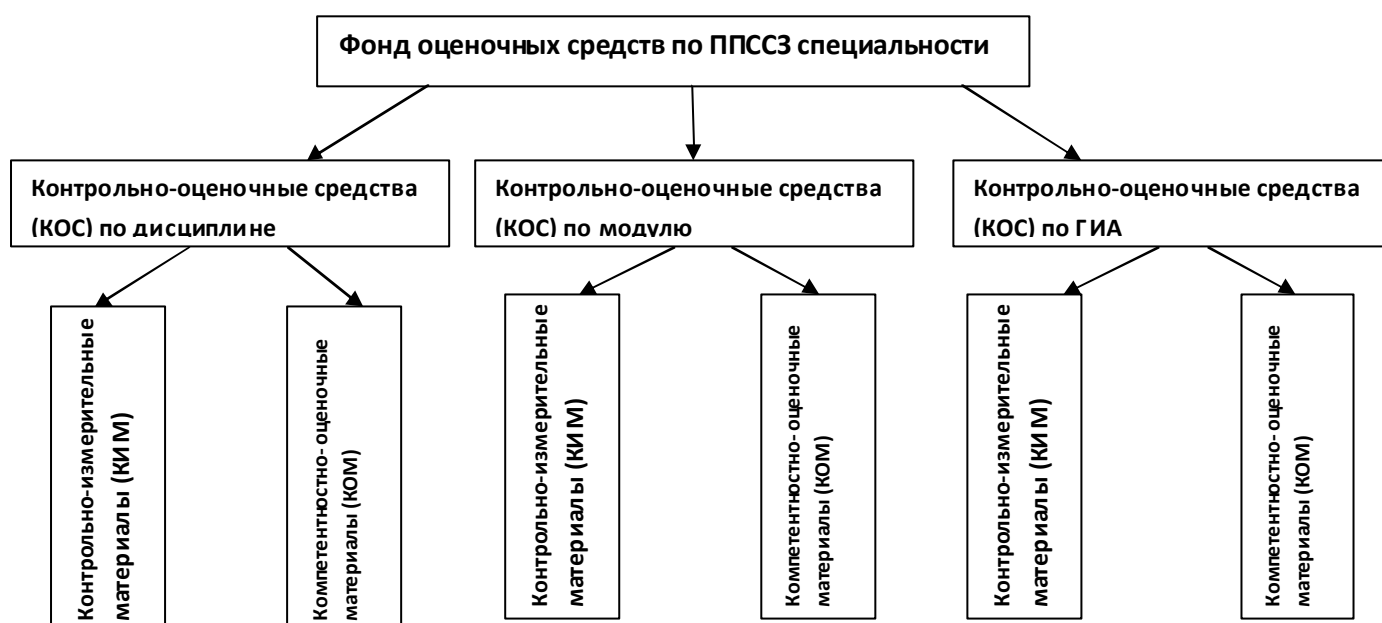 Фонд оценочных средств по ППССЗ специальности
Контрольно-оценочные средства
(КОС) по дисциплине
Контрольно-оценочные средства
(КОС) по модулю
Контрольно-оценочные средства
(КОС) по ГИА
Контрольно-измерительные
материалы (КИМ)
Компетентностно- оценочные
материалы (КОМ)
Контрольно-измерительные
материалы (КИМ)
Компетентностно- оценочные
материалы (КОМ)
Контрольно-измерительные
материалы (КИМ)
Компетентностно- оценочные
материалы (КОМ)